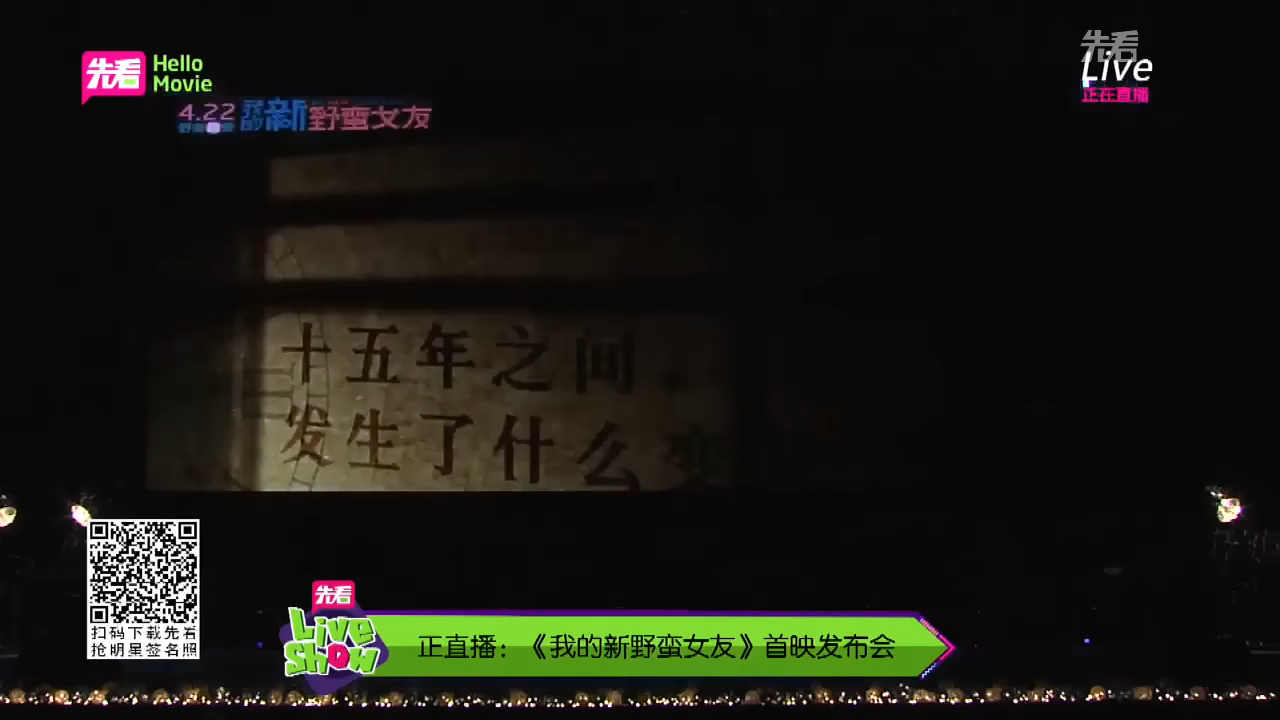 先看
Hello
Movie
先看
Live
正在直播
4.22
我的新野蛮女友
十五年之间
发生了什么变
扫码下载先看
抢明星签名照
先看
Live
Show
正直播：《我的新野蛮女友》首映发布会